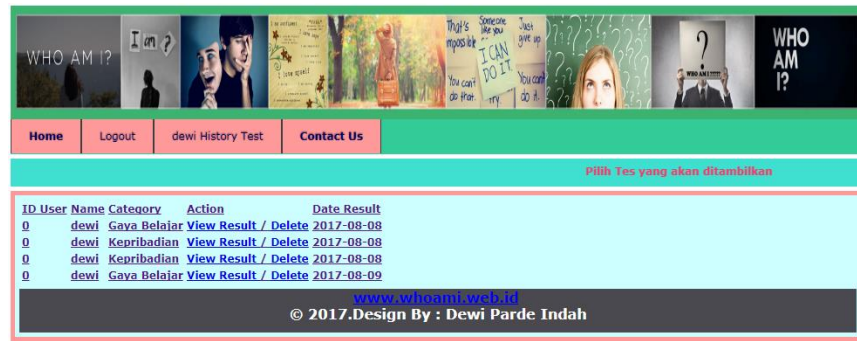 WHO AM I?
I am ?
That's impossible
Someone like you
Just give up
I CAN DO IT
You can't do that.
try
You can't do it.
WHO AM I ?????
WHO
AM
I?
Home Logout dewi History Test Contact Us
Pilih Tes yang akan ditambilkan
ID User Name Category Action Date Result
0 dewi Gaya Belajar View Result / Delete 2017-08-08
0 dewi Kepribadian View Result / Delete 2017-08-08
0 dewi Kepribadian View Result / Delete 2017-08-08
0 dewi Gaya Belajar View Result / Delete 2017-08-09
www.whoami.web.id
© 2017.Design By : Dewi Parde Indah